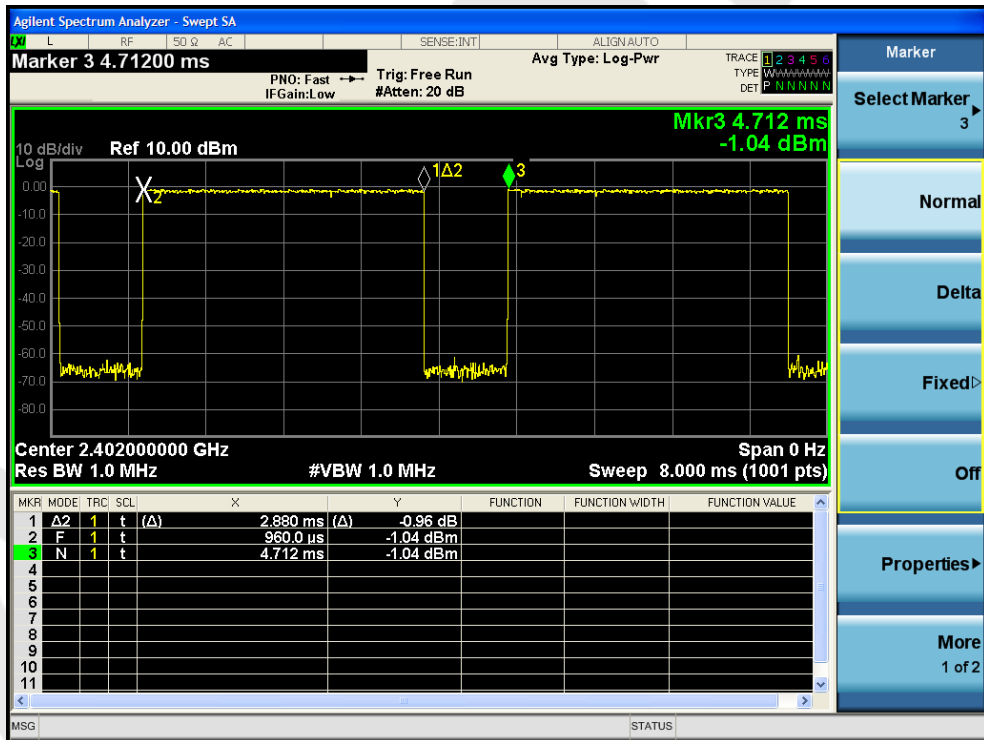 Agilent Spectrum Analyzer - Swept SA
LXI L RF 50 Ω AC SENSE:INT ALIGN AUTO
Marker 3 4.71200 ms
PNO: Fast
IFGain:Low
Trig: Free Run
#Atten: 20 dB
Avg Type: Log-Pwr
TRACE 1 2 3 4 5 6
TYPE WWWWWW
DET P N N N N N
Mkr3 4.712 ms
-1.04 dBm
10 dB/div Ref 10.00 dBm
Log
1Δ2
3
2
0.00
-10.0
-20.0
-30.0
-40.0
-50.0
-60.0
-70.0
-80.0
Center 2.402000000 GHz Span 0 Hz
Res BW 1.0 MHz #VBW 1.0 MHz Sweep 8.000 ms (1001 pts)
MKR MODE TRC SCL X Y FUNCTION FUNCTION WIDTH FUNCTION VALUE
1 Δ2 1 t (Δ) 2.880 ms (Δ) -0.96 dB
2 F 1 t 960.0 µs -1.04 dBm
3 N 1 t 4.712 ms -1.04 dBm
4
5
6
7
8
9
10
11
MSG STATUS
Marker
Select Marker
3
Normal
Delta
Fixed
Off
Properties
More
1 of 2